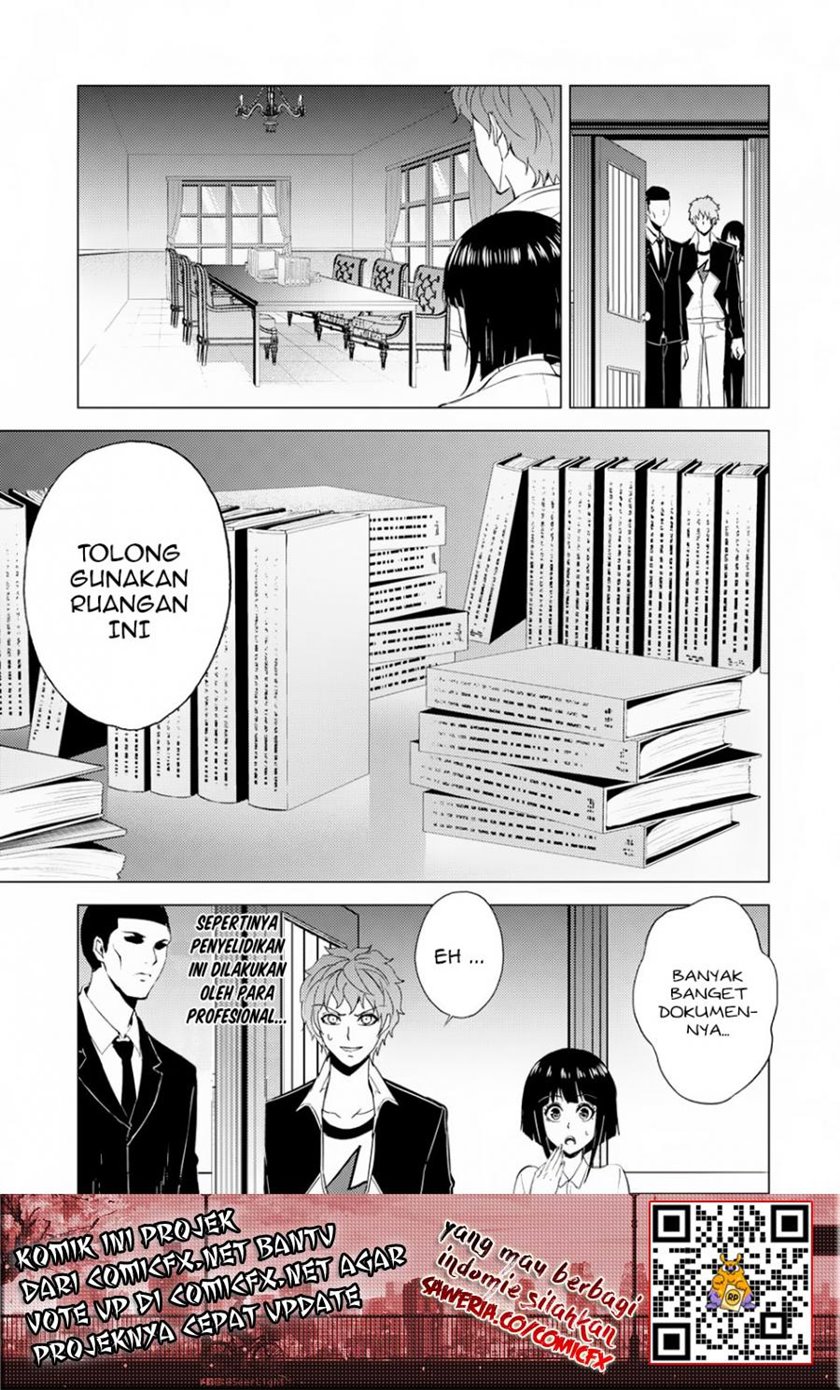 TOLONG
GUNAKAN
RUANGAN
INI
SEPERTINYA
PENYELIDIKAN
INI DILAKUKAN
OLEH PARA
PROFESIONAL...
EH ...
BANYAK
BANGET
DOKUMEN-
NYA...
KOMIK INI PROJEK
DARI COMICFX.NET BANTU
VOTE UP DI COMICFX.NET AGAR
PROJEKNYA CEPAT UPDATE
yang mau berbagi
indomie silahkan
SAWERIA.CO/COMICFX
RP